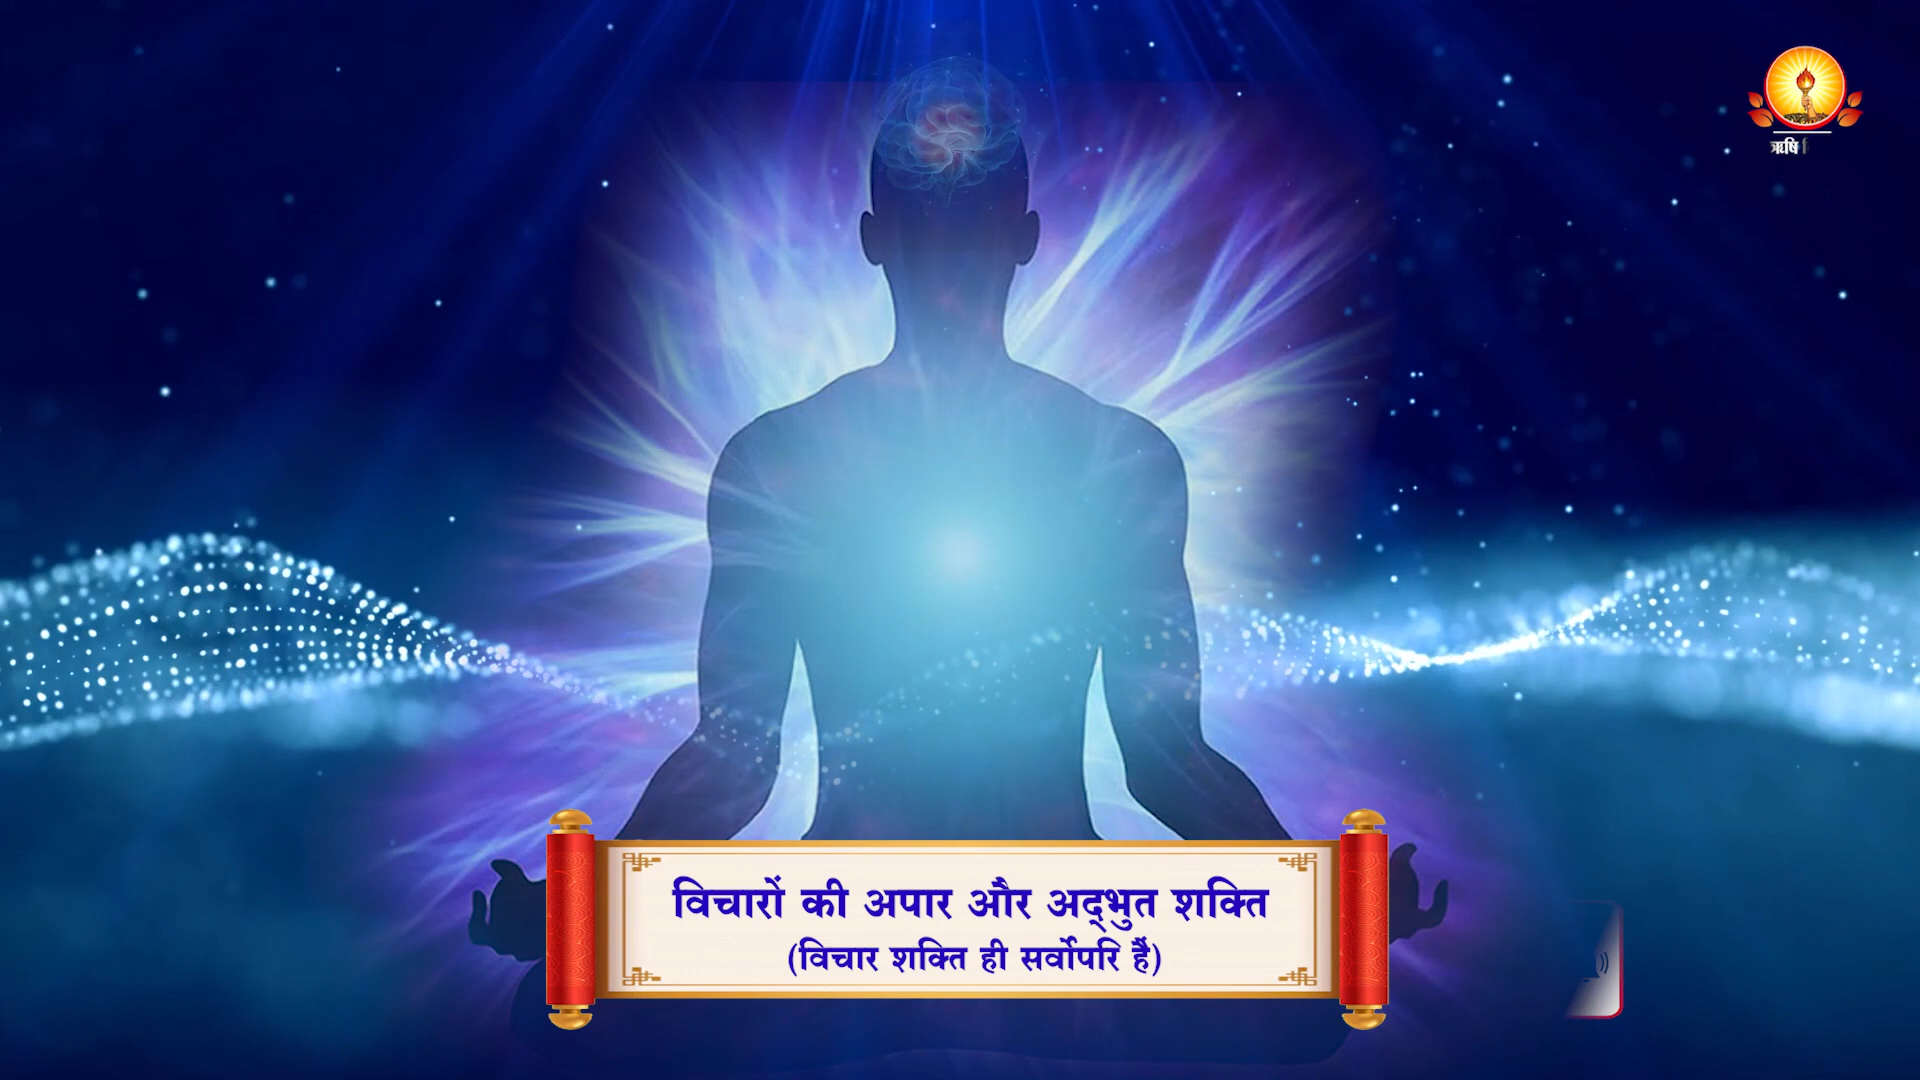 ऋषि
विचारों की अपार और अद्‌भुत शक्ति
(विचार शक्ति ही सर्वोपरि हैं)